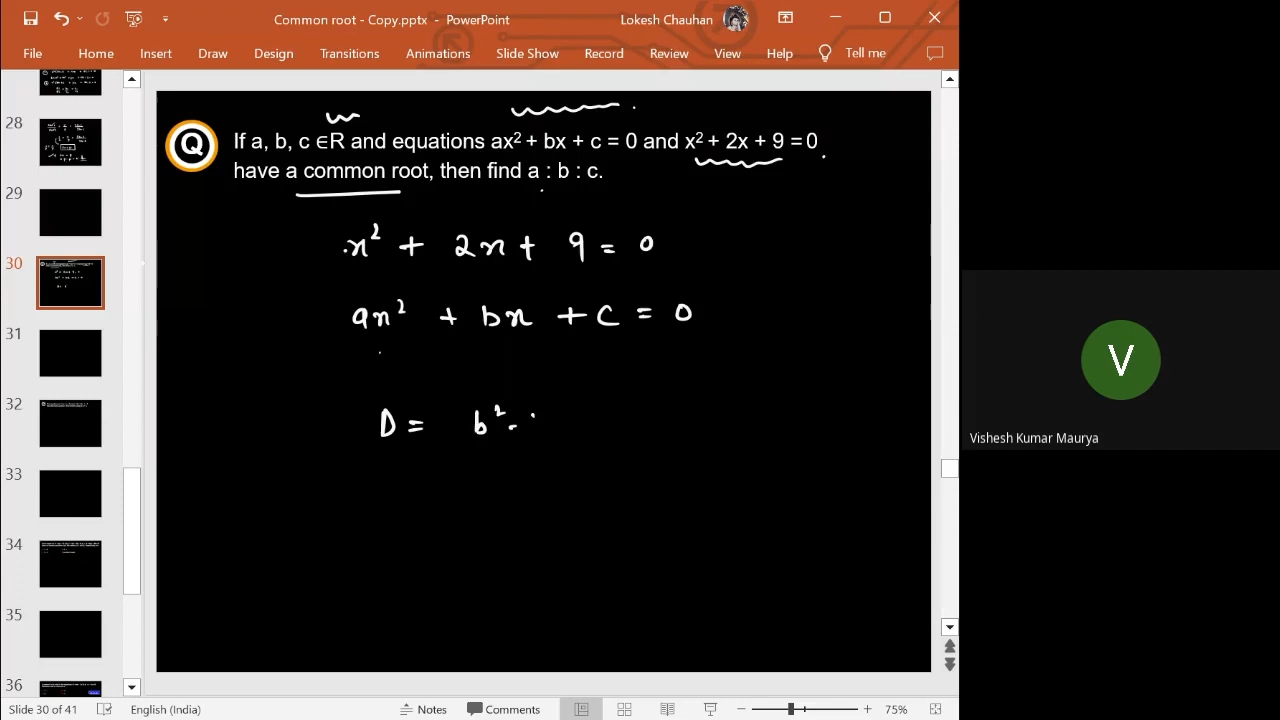 Common root - Copy.pptx - PowerPoint
Lokesh Chauhan
File Home Insert Draw Design Transitions Animations Slide Show Record Review View Help Tell me
28
29
30
31
32
33
34
35
36
Q
If a, b, c ∈R and equations ax² + bx + c = 0 and x² + 2x + 9 = 0
have a common root, then find a : b : c.
x² + 2x + 9 = 0
ax² + bx + c = 0
D = b² -
V
Vishesh Kumar Maurya
Slide 30 of 41 English (India) Notes Comments 75%